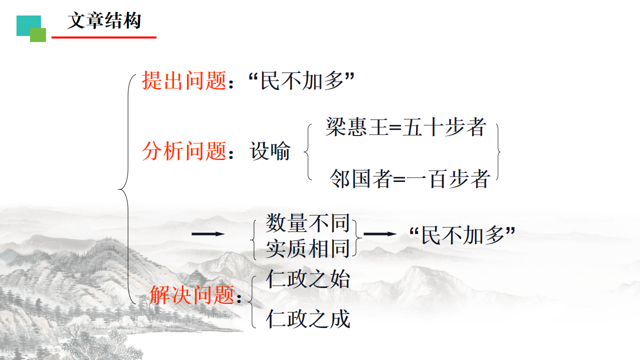 文章结构
提出问题：“民不加多”
梁惠王=五十步者
分析问题：设喻
邻国者=一百步者
数量不同
实质相同
“民不加多”
仁政之始
解决问题：
仁政之成